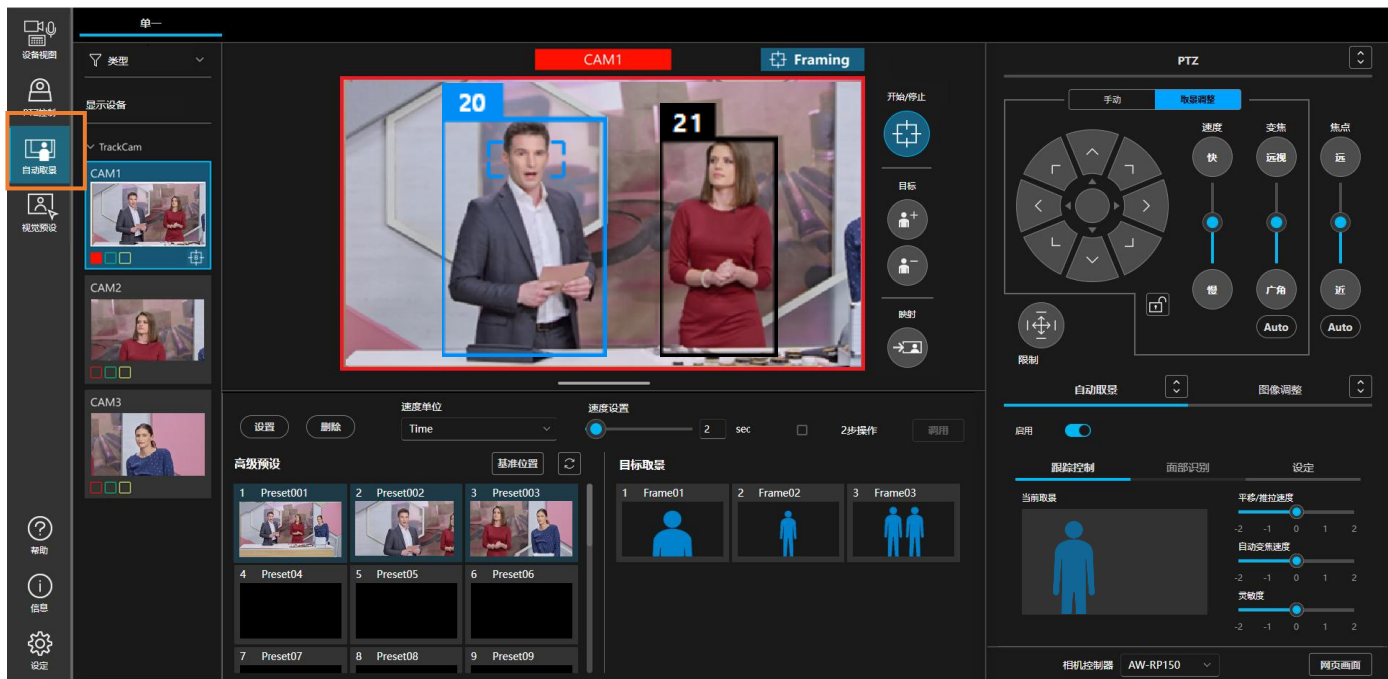 单一
设备视图
PTZ控制
自动取景
视觉预设
帮助
信息
设定
类型
显示设备
TrackCam
CAM1
CAM2
CAM3
CAM1
Framing
20
21
开始/停止
目标
映射
设置
删除
速度单位
Time
速度设置
2 sec
2步操作
调用
高级预设
基准位置
1 Preset001
2 Preset002
3 Preset003
4 Preset04
5 Preset05
6 Preset06
7 Preset07
8 Preset08
9 Preset09
目标取景
1 Frame01
2 Frame02
3 Frame03
PTZ
手动
取景调整
速度
变焦
焦点
快
远视
远
慢
广角
近
Auto
Auto
限制
自动取景
图像调整
启用
跟踪控制
面部识别
设定
当前取景
平移/推拉速度
-2 -1 0 1 2
自动变焦速度
-2 -1 0 1 2
灵敏度
-2 -1 0 1 2
相机控制器
AW-RP150
网页画面